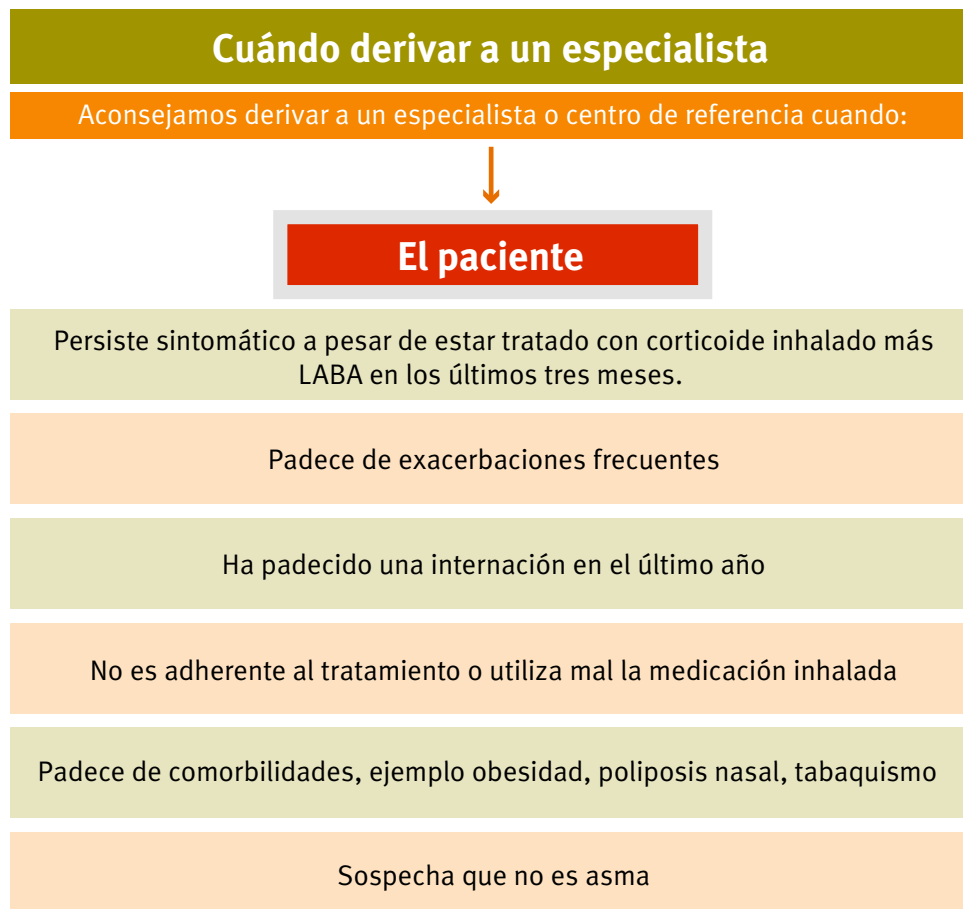 Cuándo derivar a un especialista
Aconsejamos derivar a un especialista o centro de referencia cuando:
El paciente
Persiste sintomático a pesar de estar tratado con corticoide inhalado más
LABA en los últimos tres meses.
Padece de exacerbaciones frecuentes
Ha padecido una internación en el último año
No es adherente al tratamiento o utiliza mal la medicación inhalada
Padece de comorbilidades, ejemplo obesidad, poliposis nasal, tabaquismo
Sospecha que no es asma